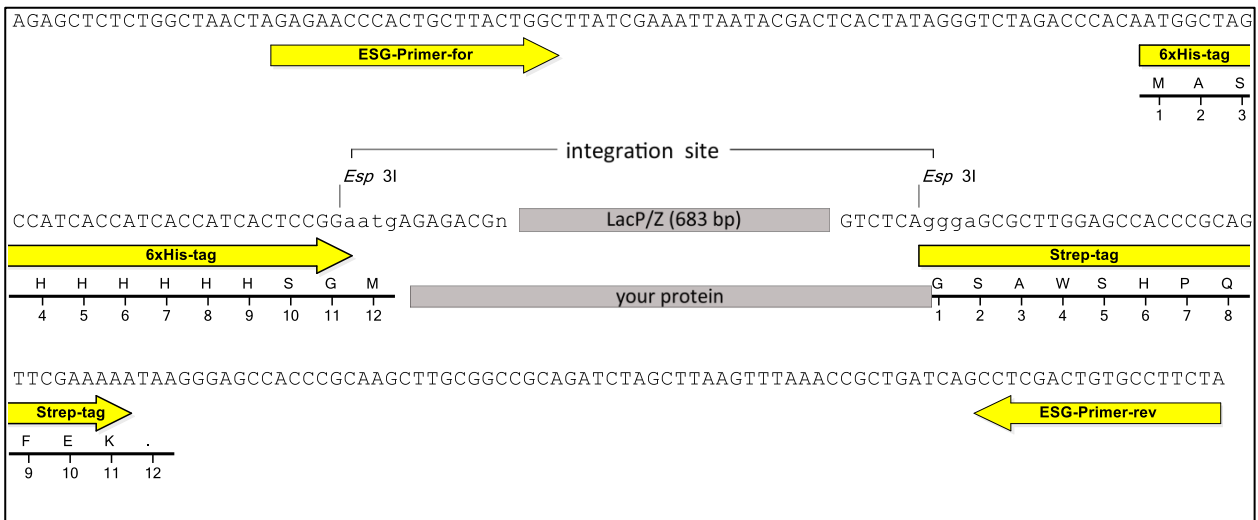 AGAGCTCTCTGGCTAACTAGAGAACCCACTGCTTACTGGCTTATCGAAATTAATACGACTCACTATAGGGTCTAGACCCACAATGGCTAG
ESG-Primer-for 6xHis-tag
M A S
1 2 3
integration site
Esp 3I Esp 3I
CCATCACCATCACCATCACTCCGGaatgAGAGACGn LacP/Z (683 bp) GTCTCAgggaGCGCTTGGAGCCACCCGCAG
6xHis-tag Strep-tag
H H H H H H S G M your protein G S A W S H P Q
4 5 6 7 8 9 10 11 12 1 2 3 4 5 6 7 8
TTCGAAAAATAAGGGAGCCACCCGCAAGCTTGCGGCCGCAGATCTAGCTTAAGTTTAAACCGCTGATCAGCCTCGACTGTGCCTTCTA
Strep-tag ESG-Primer-rev
F E K .
9 10 11 12